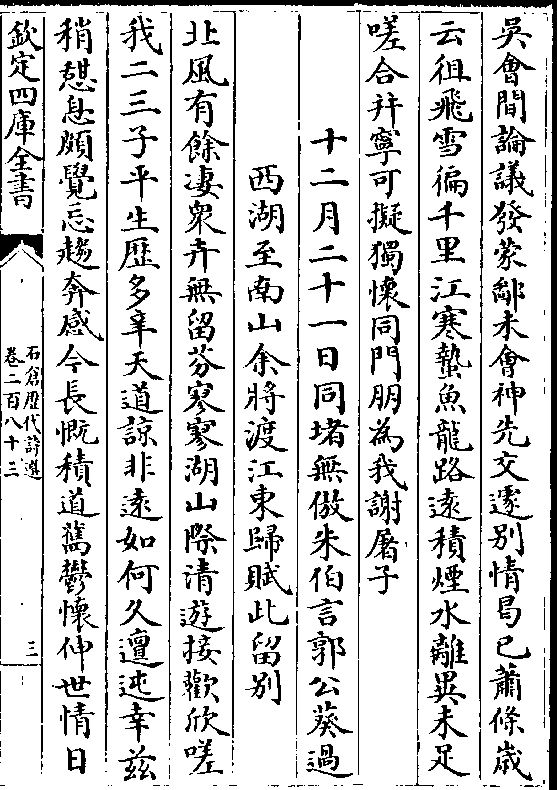 吳會間論議發蒙鄙未會神先交遽別情曷已蕭條歲
云徂飛雪徧千里江寒蟄魚龍路遠積煙水離異未足
嗟合并寧可擬獨懷同門朋為我謝屠子
十二月二十一日同堵無傲朱伯言郭公葵過
西湖至南山余將渡江東歸賦此留別
北風有餘凄衆卉無留芬寥寥湖山際清遊接歡欣嗟
我二三子平生歷多辛天道諒非遠如何久邅迍幸茲
稍憇息頗覺忘趨奔感今長慨積道舊鬱懷伸世情日
欽定四庫全書
石倉歷代詩選
卷二百八十三
三